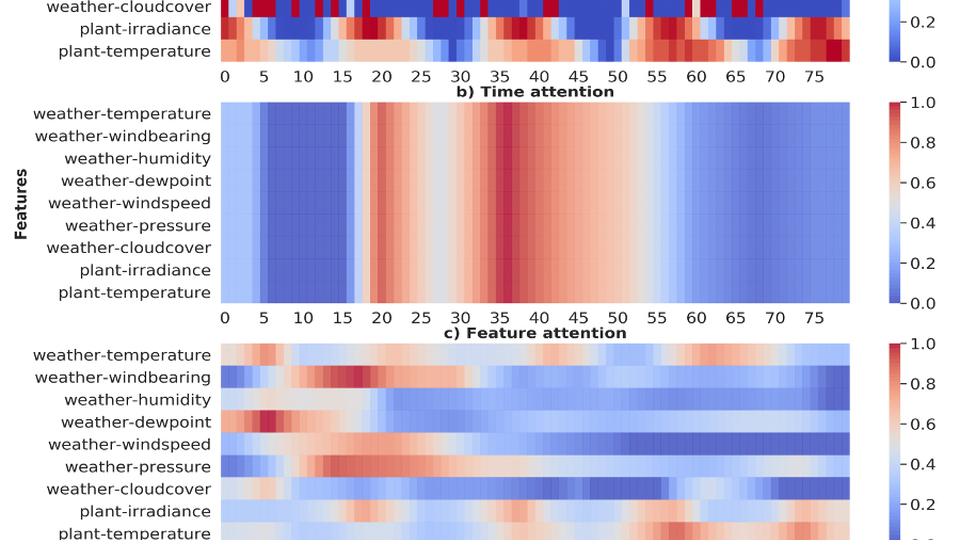 weather-cloudcover
plant-irradiance
plant-temperature
0.2
0.0
0 5 10 15 20 25 30 35 40 45 50 55 60 65 70 75
b) Time attention
Features
weather-temperature
weather-windbearing
weather-humidity
weather-dewpoint
weather-windspeed
weather-pressure
weather-cloudcover
plant-irradiance
plant-temperature
1.0
0.8
0.6
0.4
0.2
0.0
0 5 10 15 20 25 30 35 40 45 50 55 60 65 70 75
c) Feature attention
weather-temperature
weather-windbearing
weather-humidity
weather-dewpoint
weather-windspeed
weather-pressure
weather-cloudcover
plant-irradiance
plant-temperature
1.0
0.8
0.6
0.4
0.2